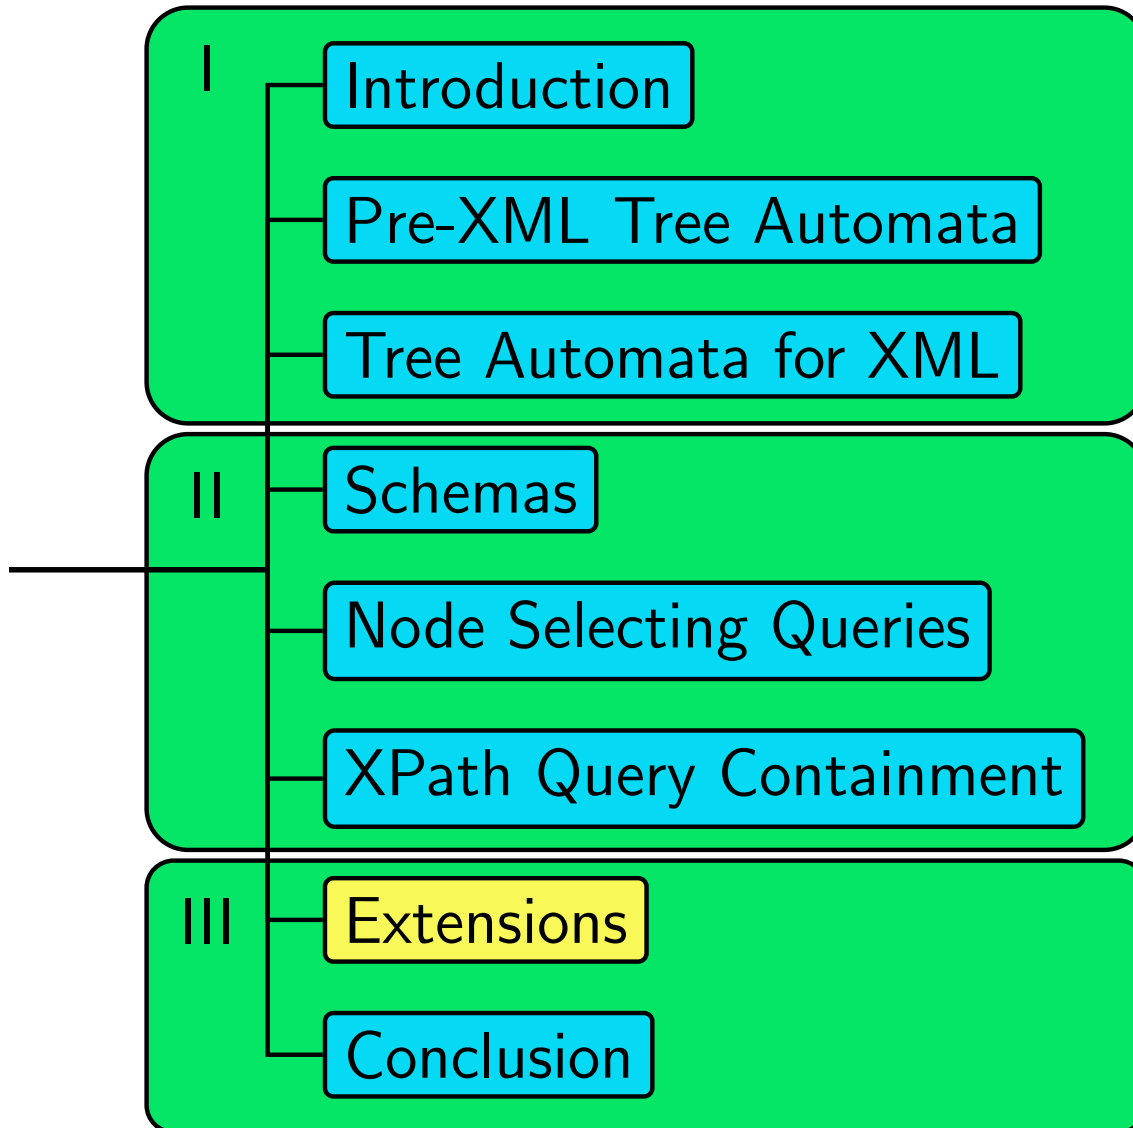 I
Introduction
Pre-XML Tree Automata
Tree Automata for XML
II
Schemas
Node Selecting Queries
XPath Query Containment
III
Extensions
Conclusion